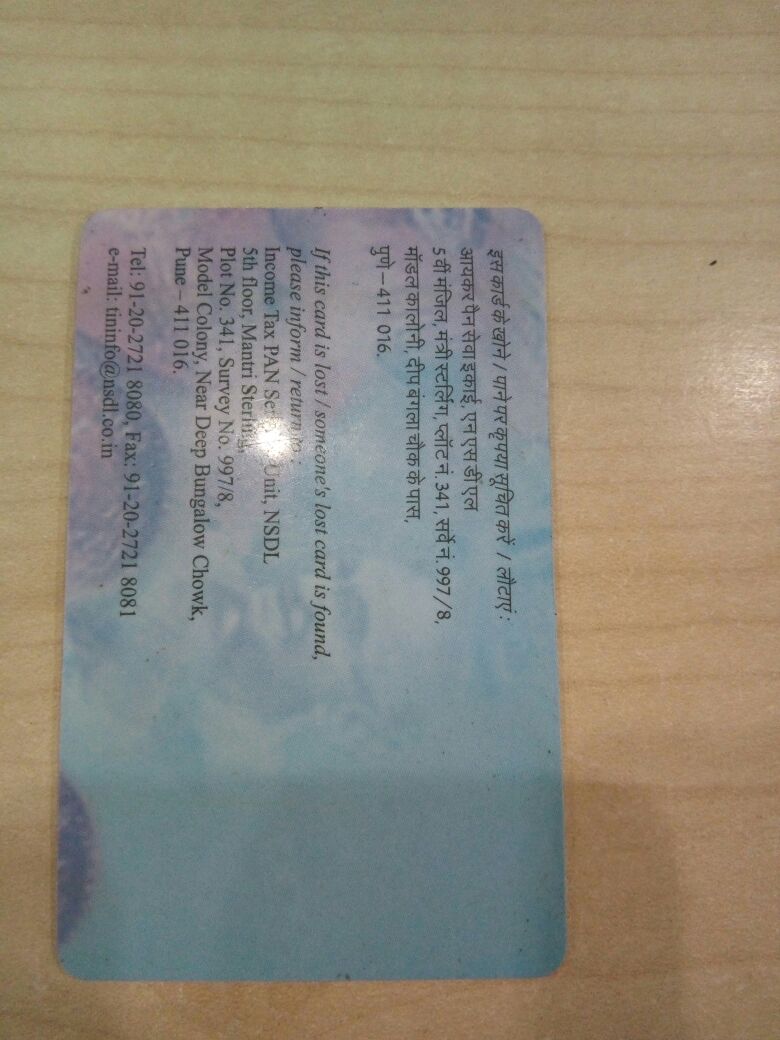 इस कार्ड के खोने / पाने पर कृपया सूचित करें / लौटाएं :
आयकर पैन सेवा इकाई, एन एस डी एल
5 वीं मंजिल, मंत्री स्टर्लिंग, प्लॉट नं. 341, सर्वे नं. 997/8,
मॉडल कालोनी, दीप बंगला चौक के पास,
पुणे – 411 016.
If this card is lost / someone's lost card is found,
please inform / return to :
Income Tax PAN Unit, NSDL
5th floor, Mantri Sterling,
Plot No. 341, Survey No. 997/8,
Model Colony, Near Deep Bungalow Chowk,
Pune – 411 016.
Tel: 91-20-2721 8080, Fax: 91-20-2721 8081
e-mail: tininfo@nsdl.co.in